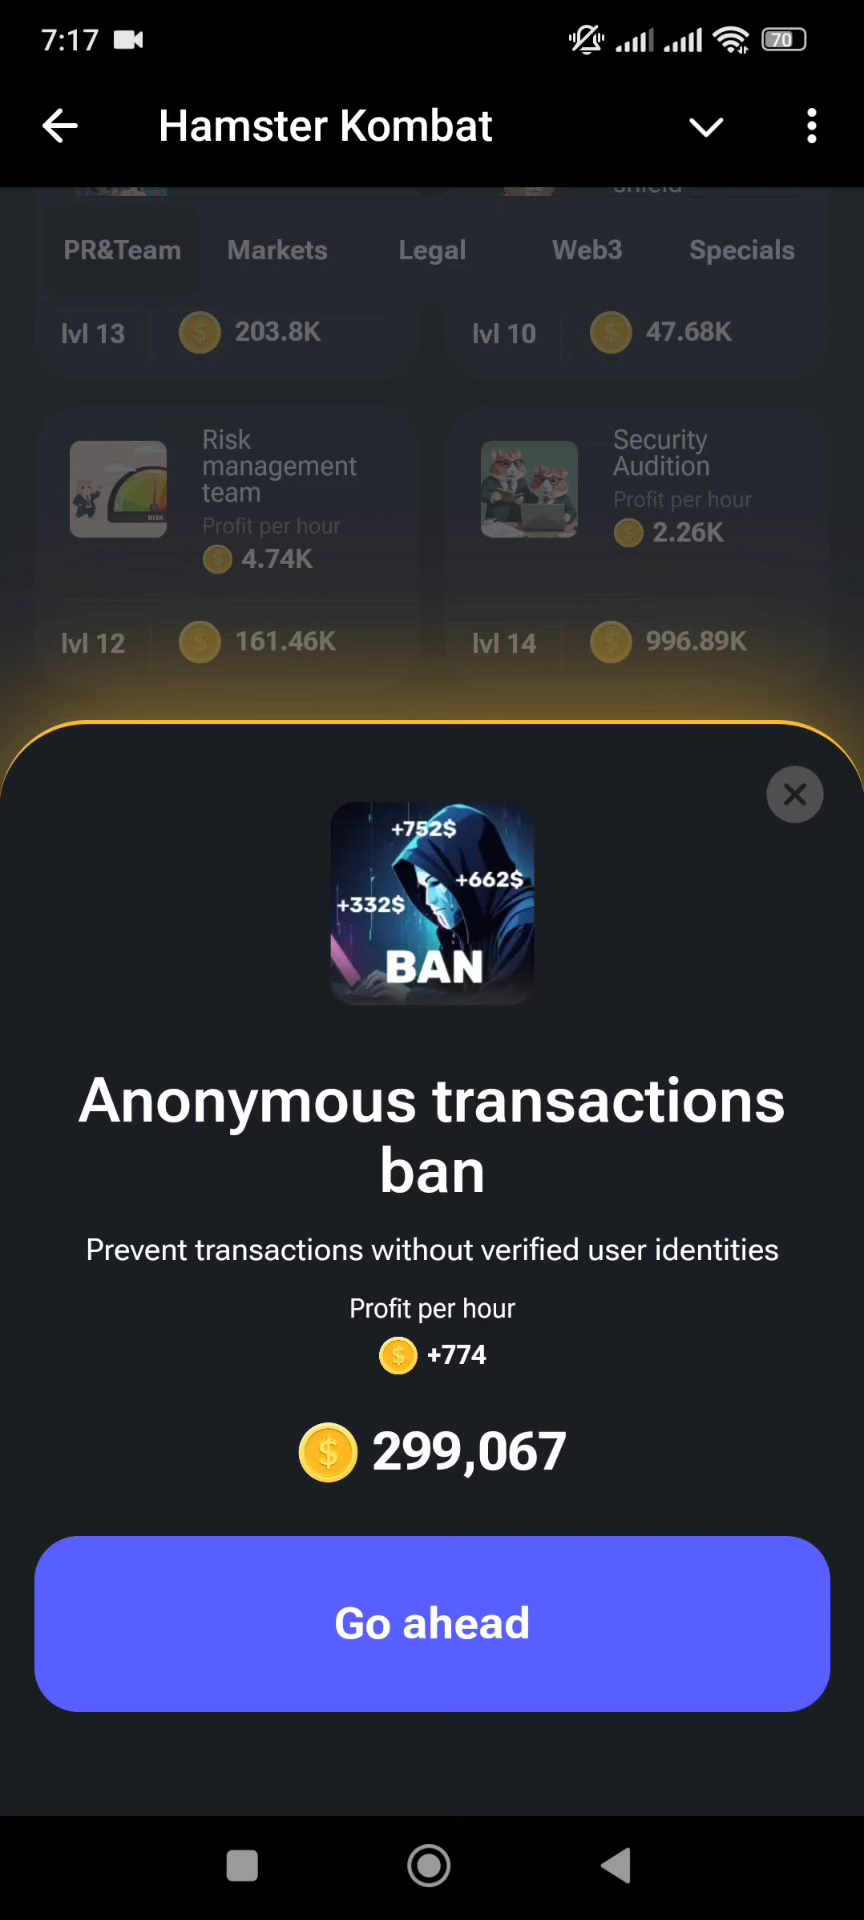 7:17
70
Hamster Kombat
shield
PR&Team
Markets
Legal
Web3
Specials
lvl 13
$ 203.8K
lvl 10
$ 47.68K
Risk
management
team
Profit per hour
$ 4.74K
RISK
lvl 12
$ 161.46K
Security
Audition
Profit per hour
$ 2.26K
lvl 14
$ 996.89K
+752$
+662$
+332$
BAN
Anonymous transactions
ban
Prevent transactions without verified user identities
Profit per hour
$ +774
$ 299,067
Go ahead